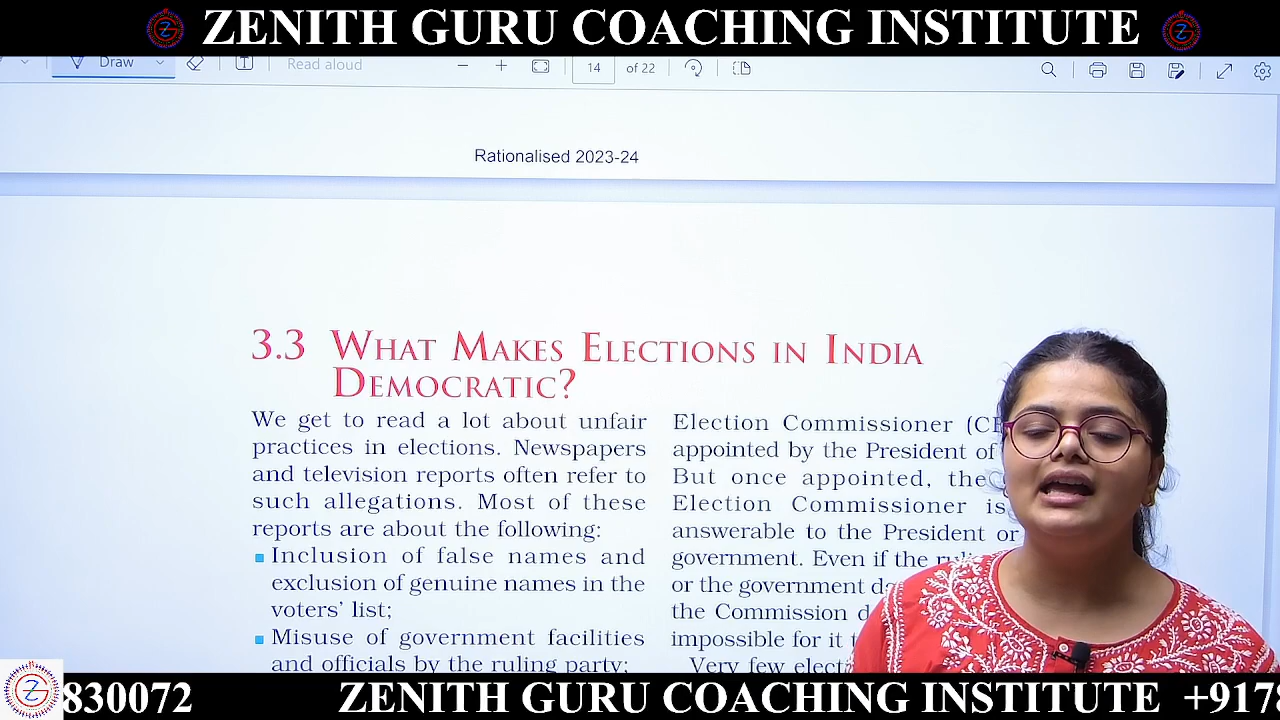 ZENITH GURU COACHING INSTITUTE
Draw
Read aloud
14
of 22
Rationalised 2023-24
3.3 WHAT MAKES ELECTIONS IN INDIA
DEMOCRATIC?
We get to read a lot about unfair
practices in elections. Newspapers
and television reports often refer to
such allegations. Most of these
reports are about the following:
Inclusion of false names and
exclusion of genuine names in the
voters' list;
Misuse of government facilities
and officials by the ruling party;
Election Commissioner
appointed by the President of
But once appointed, the
Election Commissioner is
answerable to the President or
government. Even if the
or the government
the Commission
impossible for it
Very few
830072
ZENITH GURU COACHING INSTITUTE